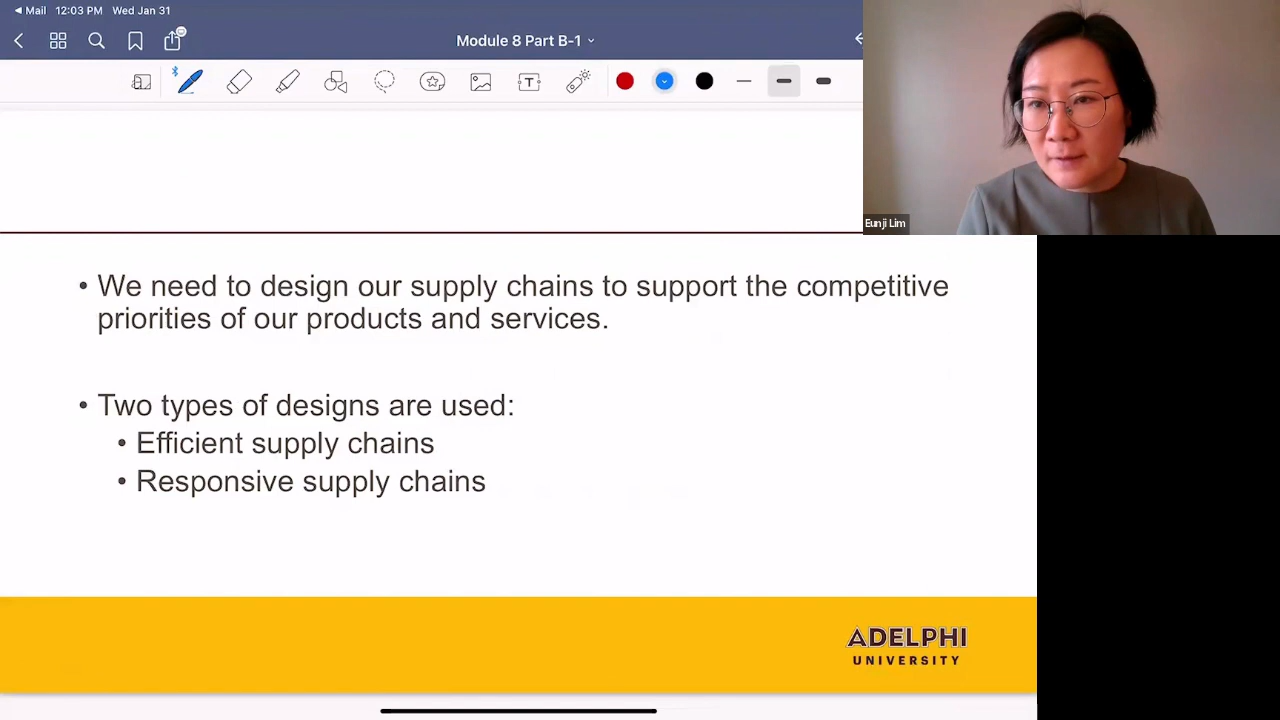 Mail 12:03 PM Wed Jan 31
Module 8 Part B-1
T
Eunji Lim
• We need to design our supply chains to support the competitive
priorities of our products and services.
• Two types of designs are used:
• Efficient supply chains
• Responsive supply chains
ADELPHI
UNIVERSITY